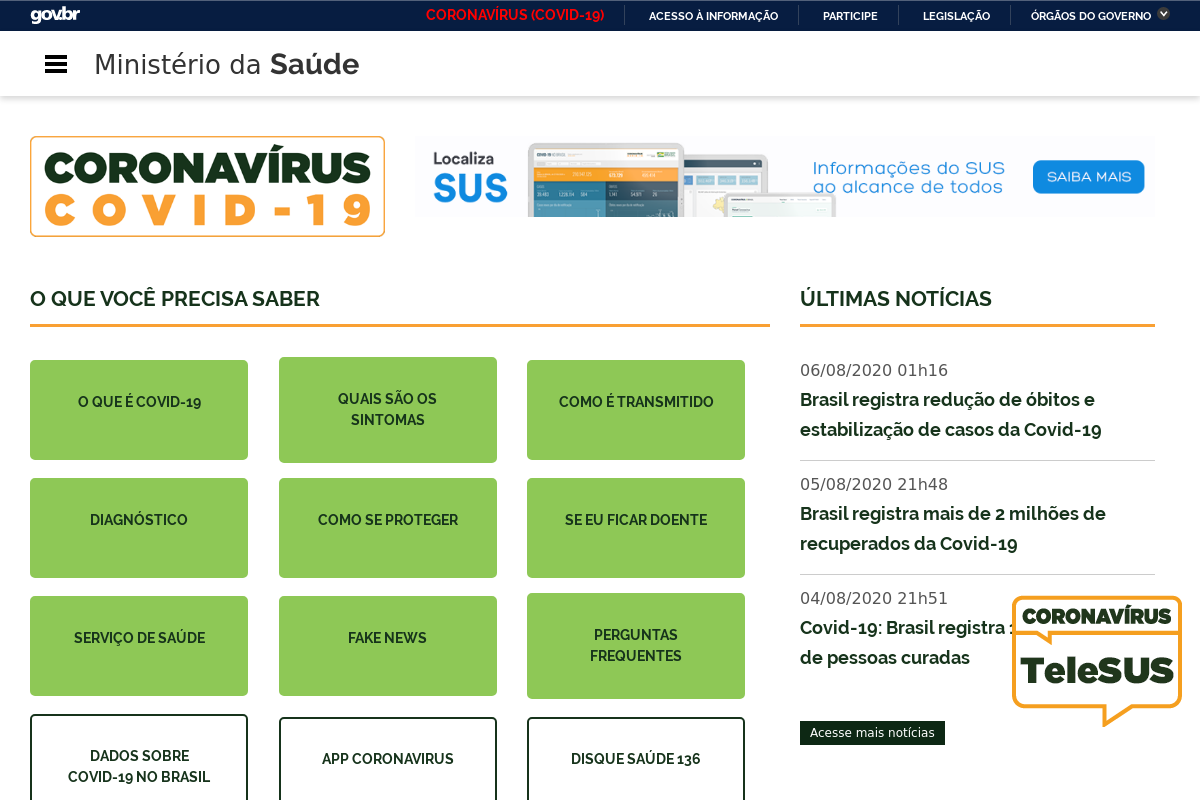 gov.br
CORONAVÍRUS (COVID-19)
ACESSO À INFORMAÇÃO
PARTICIPE
LEGISLAÇÃO
ÓRGÃOS DO GOVERNO
Ministério da Saúde
CORONAVÍRUS
COVID-19
Localiza
SUS
Informações do SUS
ao alcance de todos
SAIBA MAIS
O QUE VOCÊ PRECISA SABER
O QUE É COVID-19
QUAIS SÃO OS
SINTOMAS
COMO É TRANSMITIDO
DIAGNÓSTICO
COMO SE PROTEGER
SE EU FICAR DOENTE
SERVIÇO DE SAÚDE
FAKE NEWS
PERGUNTAS
FREQUENTES
DADOS SOBRE
COVID-19 NO BRASIL
APP CORONAVIRUS
DISQUE SAÚDE 136
ÚLTIMAS NOTÍCIAS
06/08/2020 01h16
Brasil registra redução de óbitos e
estabilização de casos da Covid-19
05/08/2020 21h48
Brasil registra mais de 2 milhões de
recuperados da Covid-19
04/08/2020 21h51
Covid-19: Brasil registra
de pessoas curadas
CORONAVÍRUS
TeleSUS
Acesse mais notícias